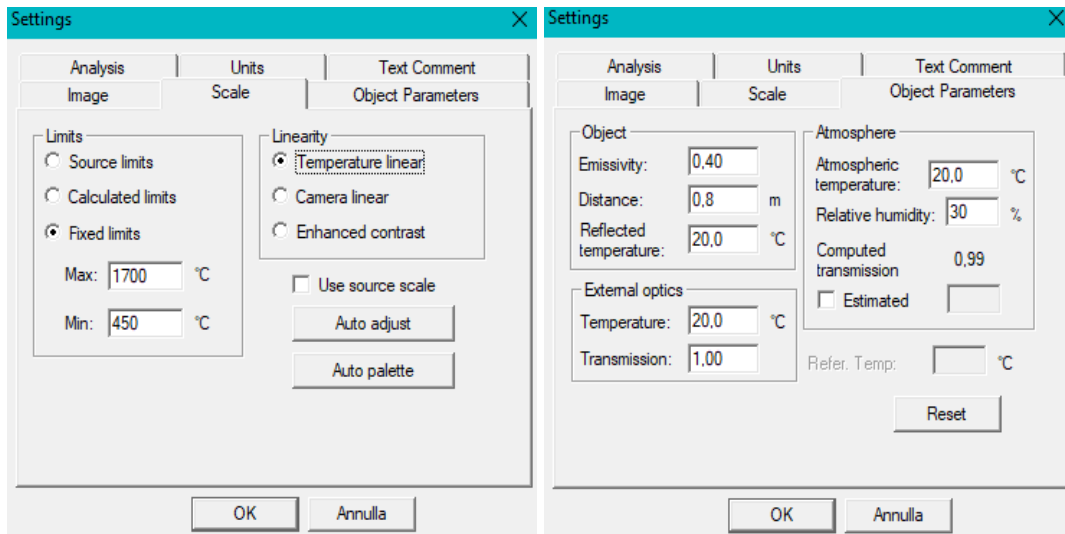 Settings
Analysis Units Text Comment
Image Scale Object Parameters
Limits
Source limits
Calculated limits
Fixed limits
Max: 1700 °C
Min: 450 °C
Linearity
Temperature linear
Camera linear
Enhanced contrast
Use source scale
Auto adjust
Auto palette
OK Annulla
Settings
Analysis Units Text Comment
Image Scale Object Parameters
Object
Emissivity: 0,40
Distance: 0,8 m
Reflected
temperature: 20,0 °C
External optics
Temperature: 20,0 °C
Transmission: 1,00
Atmosphere
Atmospheric
temperature: 20,0 °C
Relative humidity: 30 %
Computed
transmission 0,99
Estimated
Refer. Temp: °C
Reset
OK Annulla